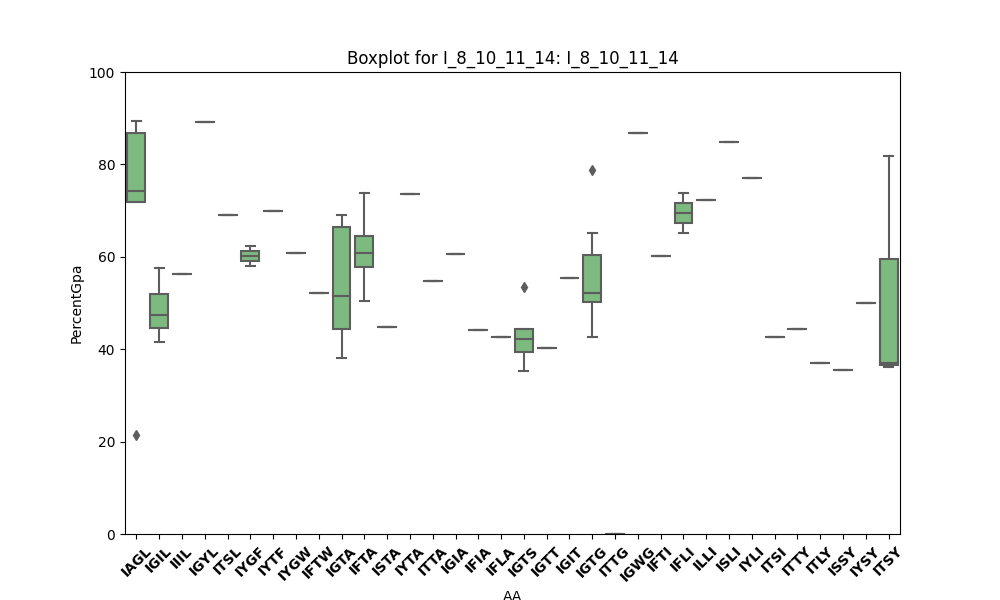 Boxplot for I_8_10_11_14: I_8_10_11_14
100
80
60
40
20
0
PercentGpa
IAGL IGIL IIIL IGYL ITSL IYGF IYTF IYGW IFTW IGTA IFTA ISTA IYTA ITTA IGIA IFIA IFLA IGTS IGTT IGIT IGTG ITTG IGWG IFTI IFLI ILLI ISLI IYLI ITSI ITTY ITLY ISSY IYSY ITSY
AA